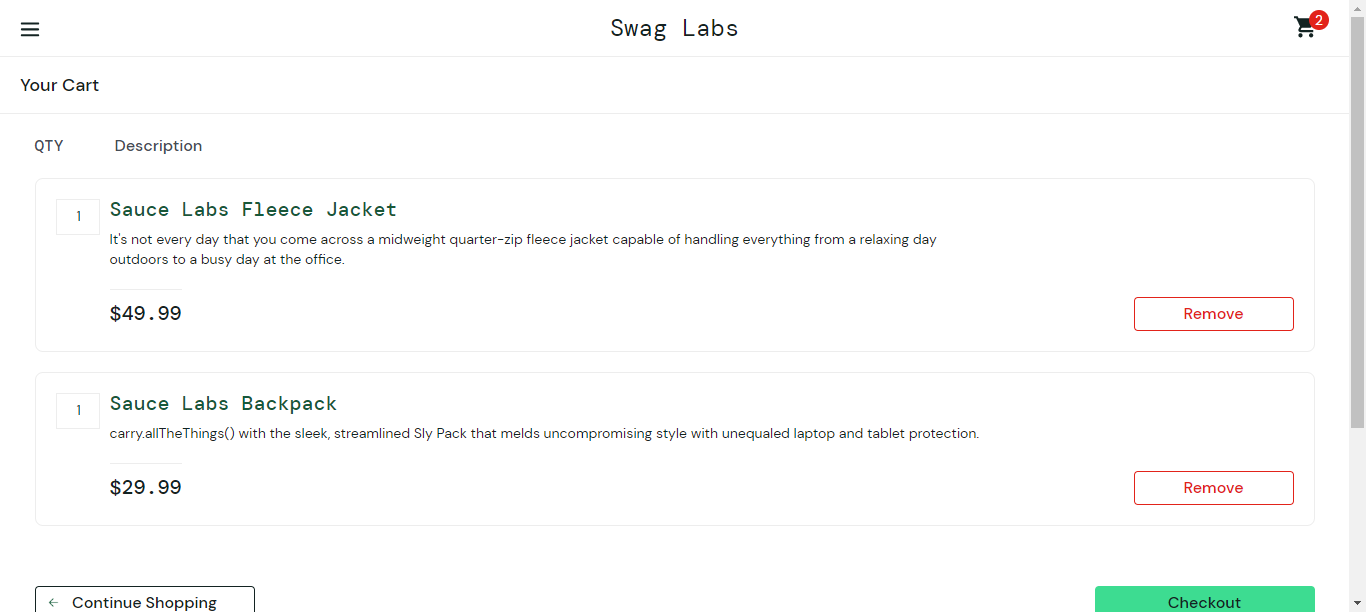 Swag Labs
2
Your Cart
QTY Description
1
Sauce Labs Fleece Jacket
It's not every day that you come across a midweight quarter-zip fleece jacket capable of handling everything from a relaxing day
outdoors to a busy day at the office.
$49.99
Remove
1
Sauce Labs Backpack
carry.allTheThings() with the sleek, streamlined Sly Pack that melds uncompromising style with unequaled laptop and tablet protection.
$29.99
Remove
Continue Shopping
Checkout